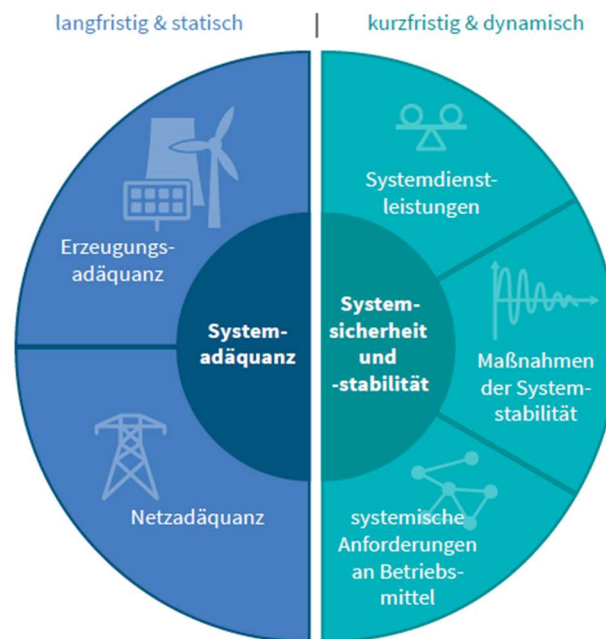 langfristig & statisch | kurzfristig & dynamisch
Systemdienst-
leistungen
Erzeugungs-
adäquanz
System-
adäquanz
System-
sicherheit
und
-stabilität
Maßnahmen
der System-
stabilität
Netzadäquanz
systemische
Anforderungen
an Betriebs-
mittel